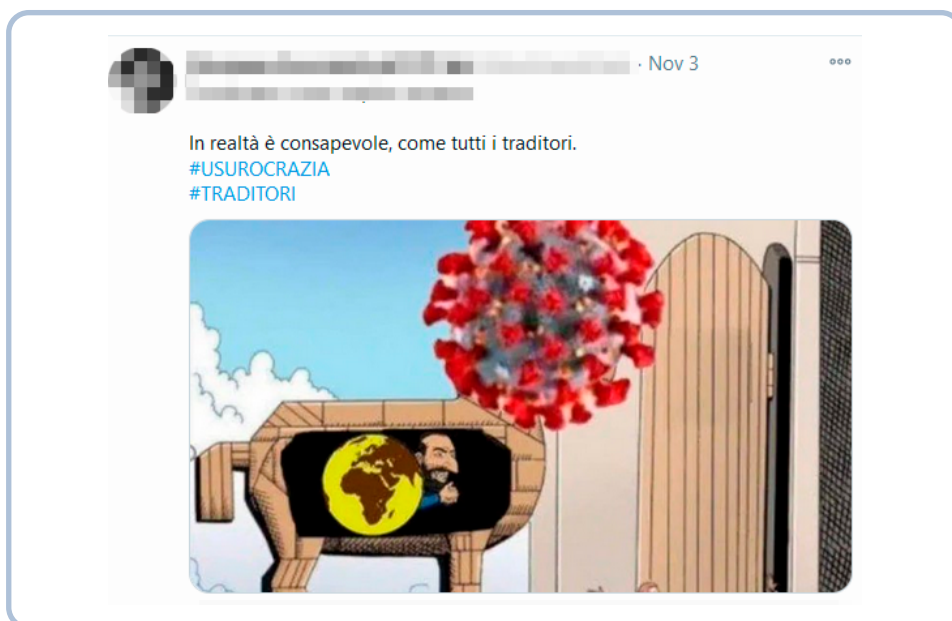 · Nov 3
In realtà è consapevole, come tutti i traditori.
#USUROCRAZIA
#TRADITORI